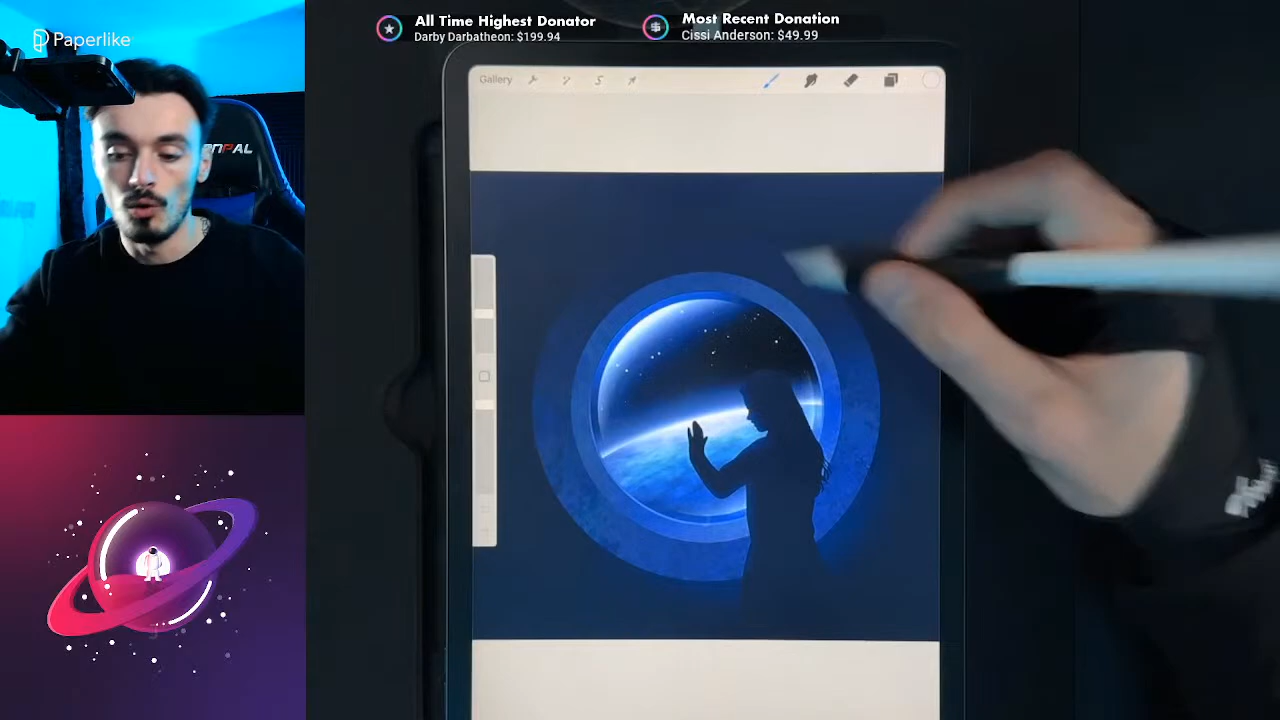 Paperlike
All Time Highest Donator
Darby Darbatheon: $199.94
Most Recent Donation
Cissi Anderson: $49.99
Gallery